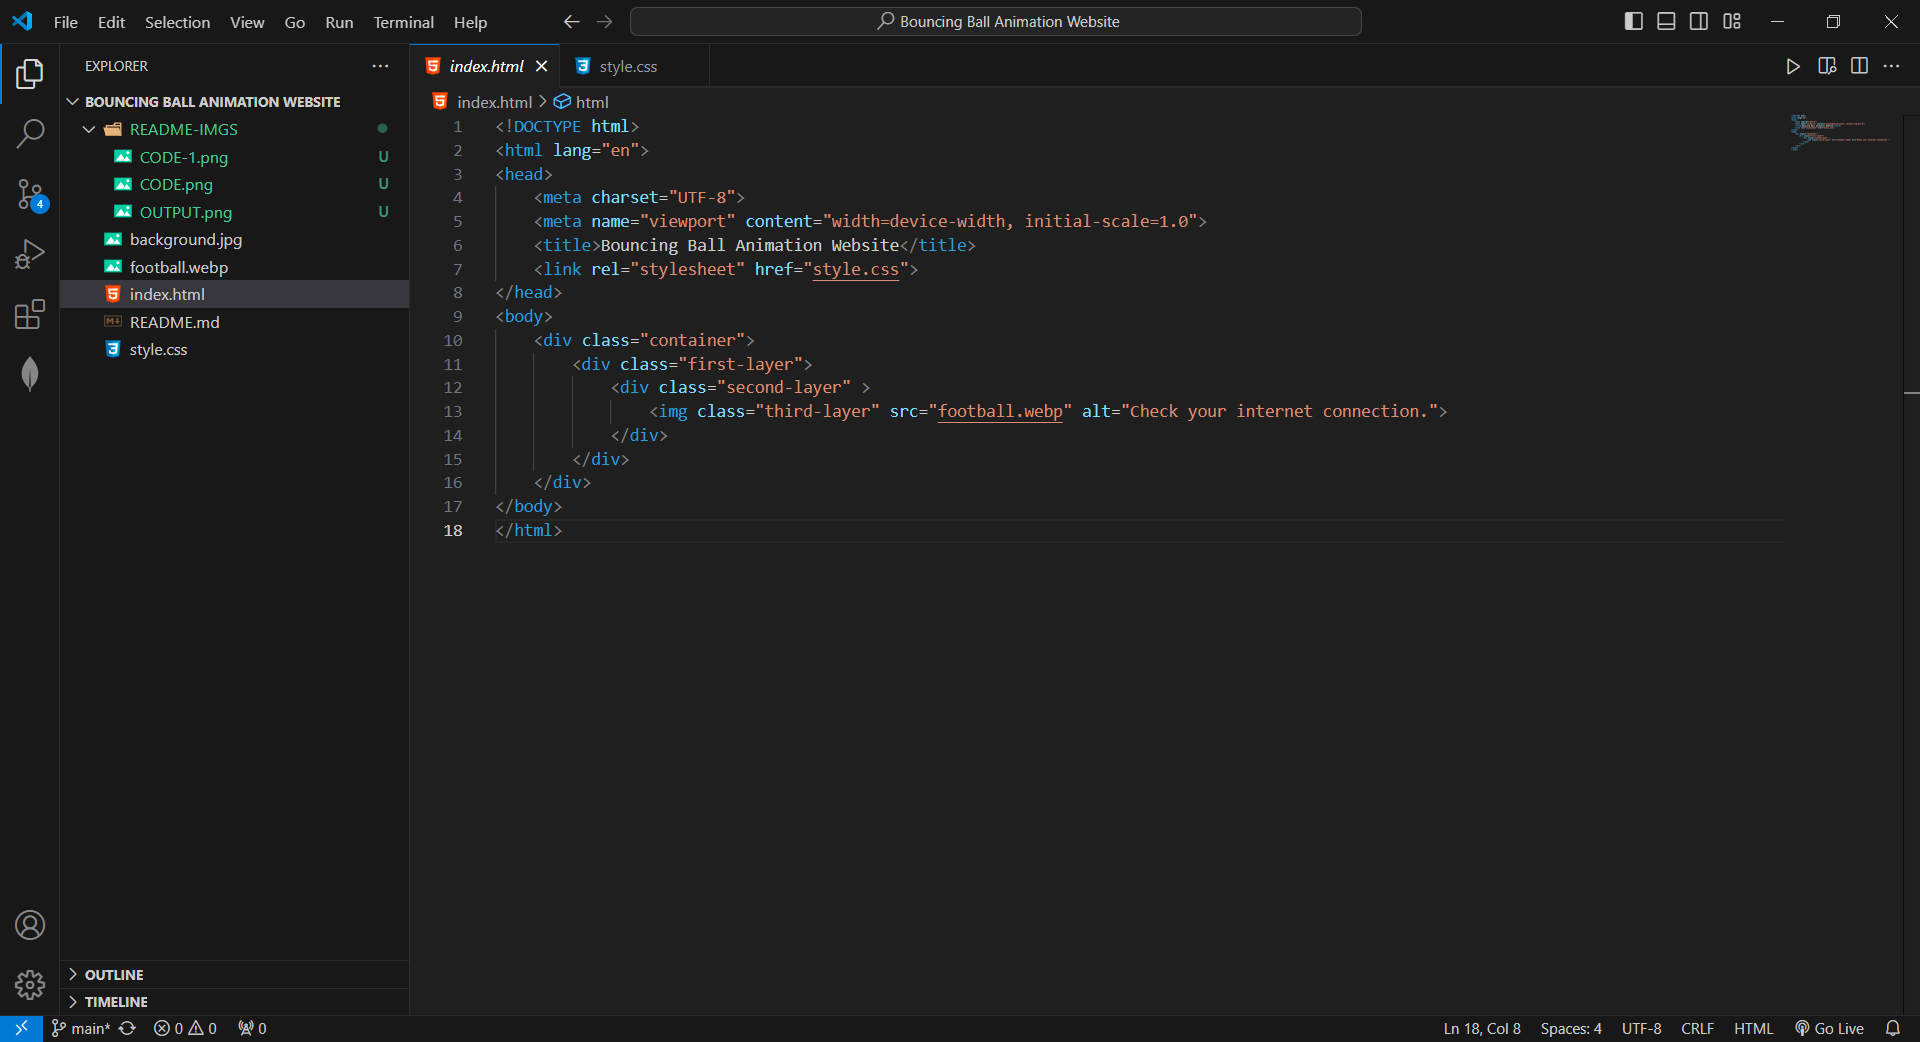 File Edit Selection View Go Run Terminal Help Bouncing Ball Animation Website
EXPLORER
BOUNCING BALL ANIMATION WEBSITE
README-IMGS
CODE-1.png U
CODE.png U
OUTPUT.png U
background.jpg
football.webp
index.html
README.md
style.css
OUTLINE
TIMELINE
4
index.html style.css
index.html > html
1 <!DOCTYPE html>
2 <html lang="en">
3 <head>
4     <meta charset="UTF-8">
5     <meta name="viewport" content="width=device-width, initial-scale=1.0">
6     <title>Bouncing Ball Animation Website</title>
7     <link rel="stylesheet" href="style.css">
8 </head>
9 <body>
10     <div class="container">
11         <div class="first-layer">
12             <div class="second-layer" >
13                 <img class="third-layer" src="football.webp" alt="Check your internet connection.">
14             </div>
15         </div>
16     </div>
17 </body>
18 </html>
main* 0 0 0 Ln 18, Col 8 Spaces: 4 UTF-8 CRLF HTML Go Live